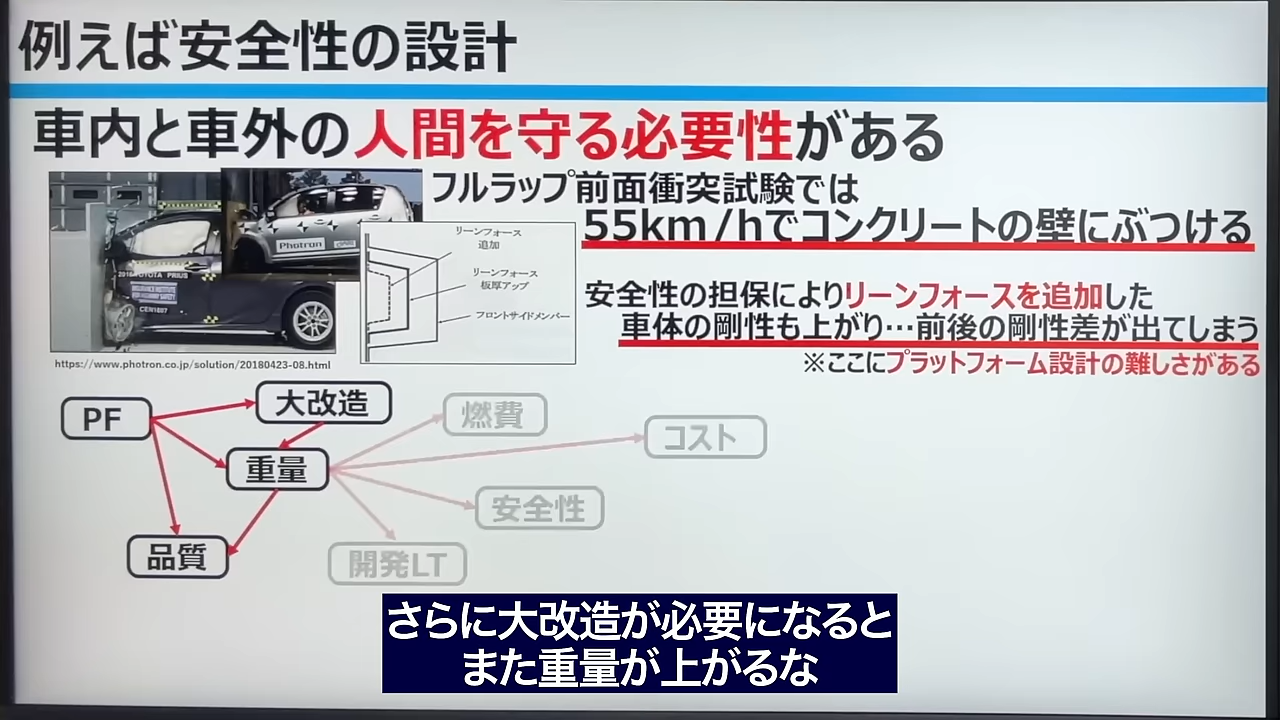 例えば安全性の設計
車内と車外の人間を守る必要性がある
フルラップ前面衝突試験では
55km/hでコンクリートの壁にぶつける
Photron
2016 TOYOTA PRIUS
INSURANCE INSTITUTE
FOR HIGHWAY SAFETY
CEN1607
リーンフォース
追加
リーンフォース
板厚アップ
フロントサイドメンバー
安全性の担保によりリーンフォースを追加した
車体の剛性も上がり…前後の剛性差が出てしまう
※ここにプラットフォーム設計の難しさがある
https://www.photron.co.jp/solution/20180423-08.html
PF
大改造
燃費
コスト
重量
安全性
品質
開発LT
さらに大改造が必要になると
また重量が上がるな